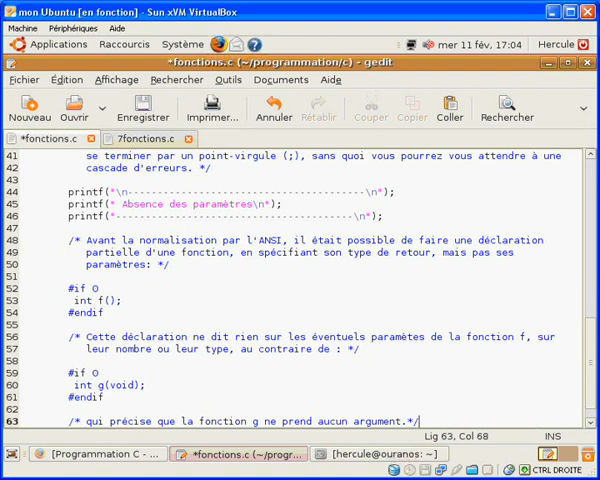 mon Ubuntu [en fonction] - Sun xVM VirtualBox
Machine Périphériques Aide
Applications Raccourcis Système mer 11 fév, 17:04 Hercule
*fonctions.c (~/programmation/c) - gedit
Fichier Édition Affichage Rechercher Outils Documents Aide
Nouveau Ouvrir Enregistrer Imprimer... Annuler Rétablir Couper Copier Coller Rechercher
*fonctions.c 7fonctions.c
41 se terminer par un point-virgule (;), sans quoi vous pourrez vous attendre à une
42 cascade d'erreurs. */
43
44 printf("\n----------------------------------------\n");
45 printf(" Absence des paramètres\n");
46 printf("----------------------------------------\n");
47
48 /* Avant la normalisation par l'ANSI, il était possible de faire une déclaration
49 partielle d'une fonction, en spécifiant son type de retour, mais pas ses
50 paramètres: */
51
52 #if 0
53 int f();
54 #endif
55
56 /* Cette déclaration ne dit rien sur les éventuels paramètes de la fonction f, sur
57 leur nombre ou leur type, au contraire de : */
58
59 #if 0
60 int g(void);
61 #endif
62
63 /* qui précise que la fonction g ne prend aucun argument.*/
Lig 63, Col 68 INS
[Programmation C - ... *fonctions.c (~/progr... [hercule@ouranos: ~]
CTRL DROITE